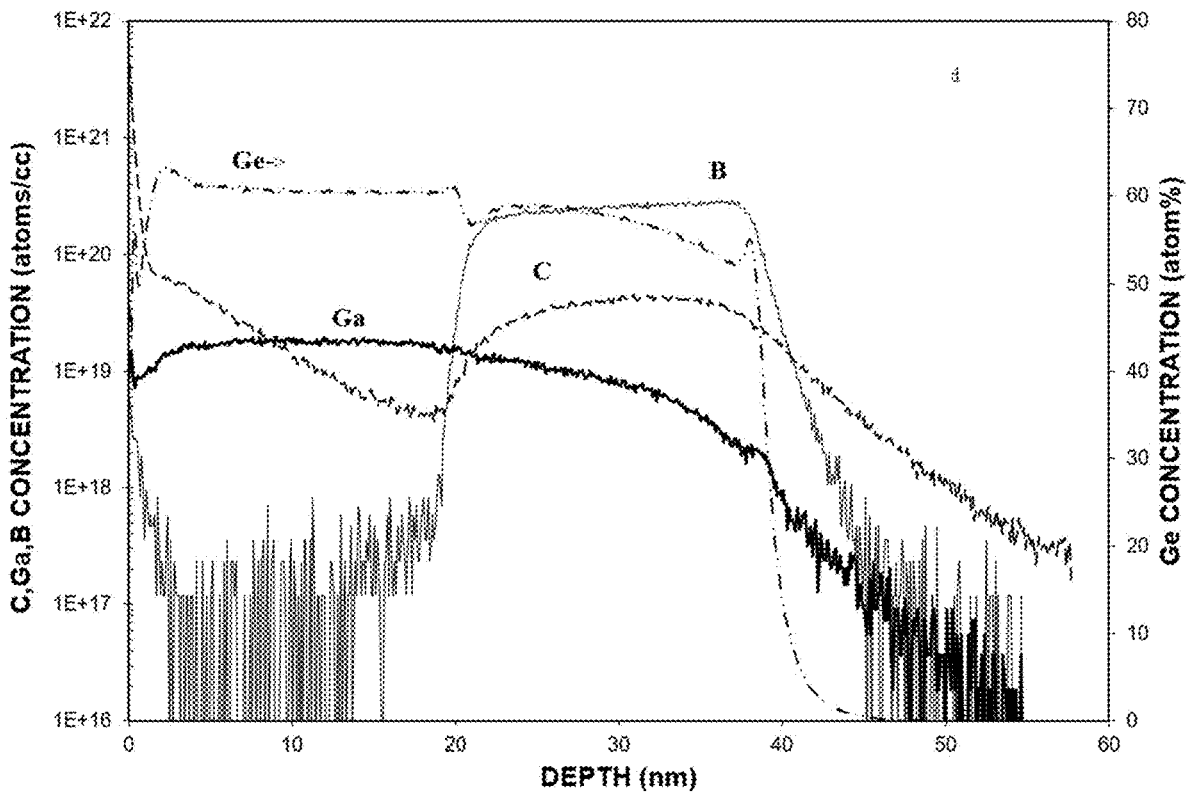 1E+22
80
1E+21
70
Ge->
B
60
1E+20
50
C
Ga
1E+19
40
30
1E+18
20
1E+17
10
1E+16
0
0
10
20
30
40
50
60
C,Ga,B CONCENTRATION (atoms/cc)
Ge CONCENTRATION (atom%)
DEPTH (nm)